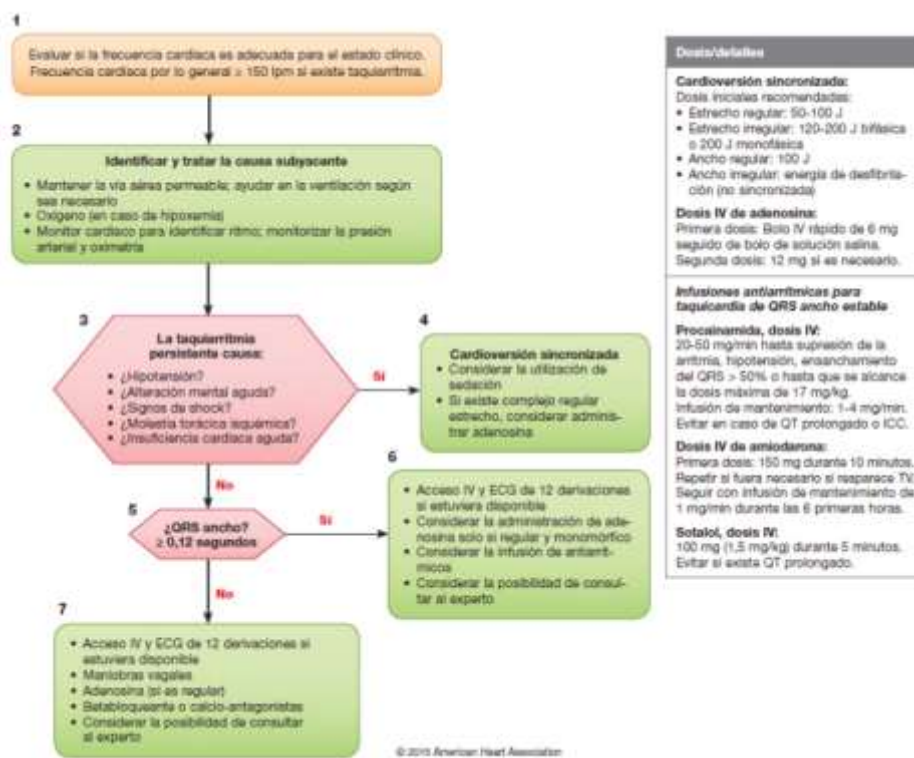 1
Evaluar si la frecuencia cardiaca es adecuada para el estado clínico.
Frecuencia cardiaca por lo general ≥ 150 lpm si existe taquiarritmia.
2
Identificar y tratar la causa subyacente
• Mantener la vía aérea permeable; ayudar en la ventilación según
sea necesario
• Oxígeno (en caso de hipoxemia)
• Monitor cardiaco para identificar ritmo; monitorizar la presión
arterial y oximetría
3
La taquiarritmia
persistente causa:
• ¿Hipotensión?
• ¿Alteración mental aguda?
• ¿Signos de shock?
• ¿Molestia torácica isquémica?
• ¿Insuficiencia cardiaca aguda?
Sí
4
Cardioversión sincronizada
• Considerar la utilización de
sedación
• Si existe complejo regular
estrecho, considerar adminis-
trar adenosina
No
5
¿QRS ancho?
≥ 0,12 segundos
Sí
6
• Acceso IV y ECG de 12 derivaciones
si estuviera disponible
• Considerar la administración de ade-
nosina solo si regular y monomórfico
• Considerar la infusión de antiarrít-
micos
• Considerar la posibilidad de consul-
tar al experto
No
7
• Acceso IV y ECG de 12 derivaciones si
estuviera disponible
• Maniobras vagales
• Adenosina (si es regular)
• Betabloqueante o calcio-antagonistas
• Considerar la posibilidad de consultar
al experto
Dosis/detalles
Cardioversión sincronizada:
Dosis iniciales recomendadas:
• Estrecho regular: 50-100 J
• Estrecho irregular: 120-200 J bifásica
o 200 J monofásica
• Ancho regular: 100 J
• Ancho irregular: energía de desfibrila-
ción (no sincronizada)
Dosis IV de adenosina:
Primera dosis: Bolo IV rápido de 6 mg
seguido de bolo de solución salina.
Segunda dosis: 12 mg si es necesario.
Infusiones antiarrítmicas para
taquicardia de QRS ancho estable
Procainamida, dosis IV:
20-50 mg/min hasta supresión de la
arritmia, hipotensión, ensanchamiento
del QRS > 50% o hasta que se alcance
la dosis máxima de 17 mg/kg.
Infusión de mantenimiento: 1-4 mg/min.
Evitar en caso de QT prolongado o ICC.
Dosis IV de amiodarona:
Primera dosis: 150 mg durante 10 minutos.
Repetir si fuera necesario si reaparece TV.
Seguir con infusión de mantenimiento de
1 mg/min durante las 6 primeras horas.
Sotalol, dosis IV:
100 mg (1,5 mg/kg) durante 5 minutos.
Evitar si existe QT prolongado.
© 2015 American Heart Association